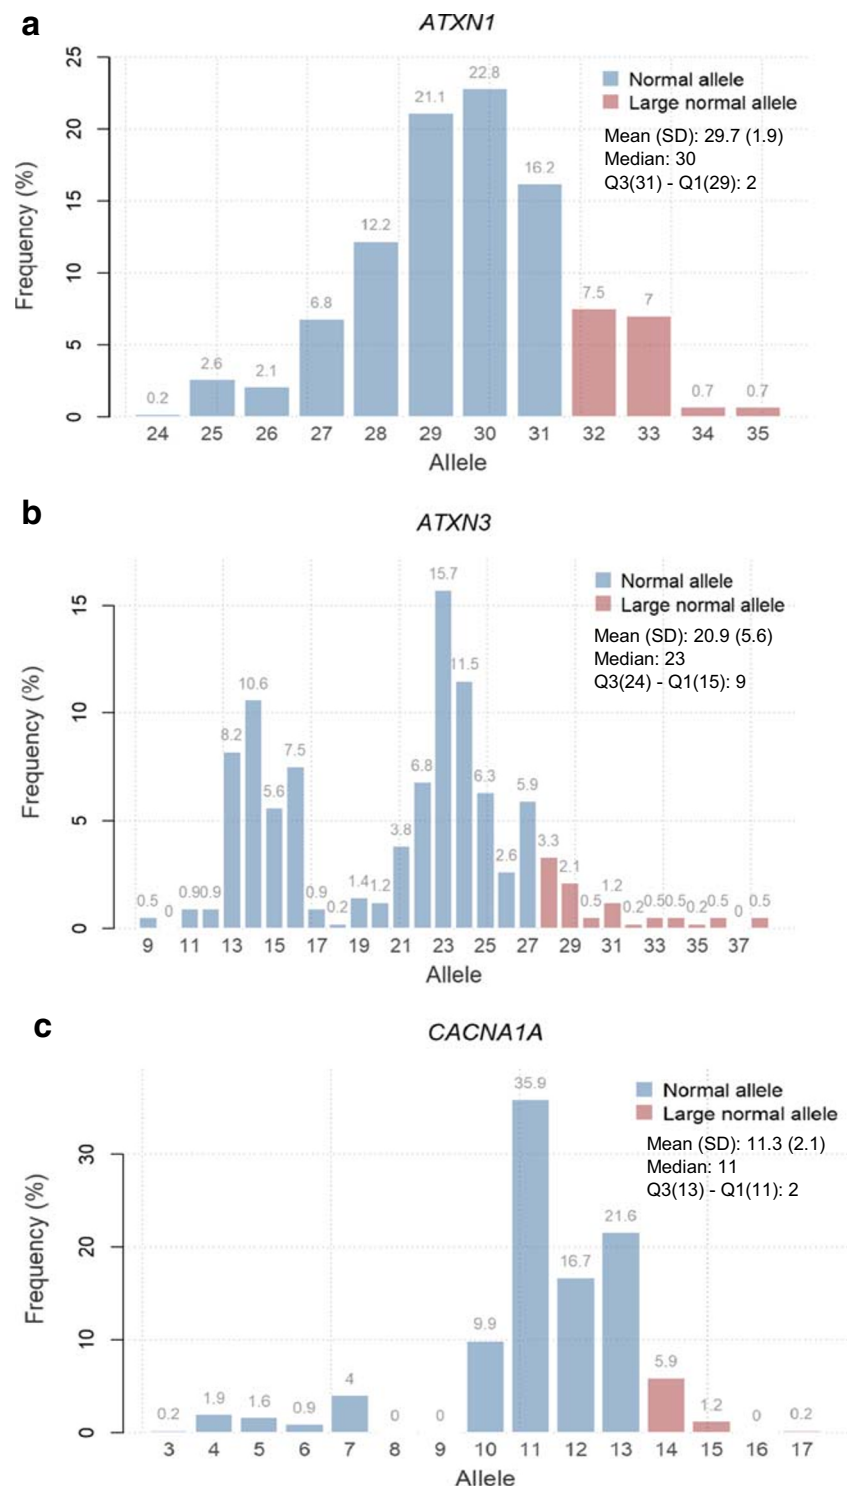 a
ATXN1
Frequency (%)
25
20
15
10
5
0
0.2
2.6
2.1
6.8
12.2
21.1
22.8
16.2
7.5
7
0.7
0.7
Normal allele
Large normal allele
Mean (SD): 29.7 (1.9)
Median: 30
Q3(31) - Q1(29): 2
24 25 26 27 28 29 30 31 32 33 34 35
Allele
b
ATXN3
Frequency (%)
15
10
5
0
0.5
0
0.9
0.9
8.2
10.6
5.6
7.5
0.9
0.2
1.4
1.2
3.8
6.8
15.7
11.5
6.3
2.6
5.9
3.3
2.1
0.5
1.2
0.2
0.5
0.5
0.2
0.5
0
0.5
Normal allele
Large normal allele
Mean (SD): 20.9 (5.6)
Median: 23
Q3(24) - Q1(15): 9
9 11 13 15 17 19 21 23 25 27 29 31 33 35 37
Allele
c
CACNA1A
Frequency (%)
30
20
10
0
0.2
1.9
1.6
0.9
4
0
0
9.9
35.9
16.7
21.6
5.9
1.2
0
0.2
Normal allele
Large normal allele
Mean (SD): 11.3 (2.1)
Median: 11
Q3(13) - Q1(11): 2
3 4 5 6 7 8 9 10 11 12 13 14 15 16 17
Allele